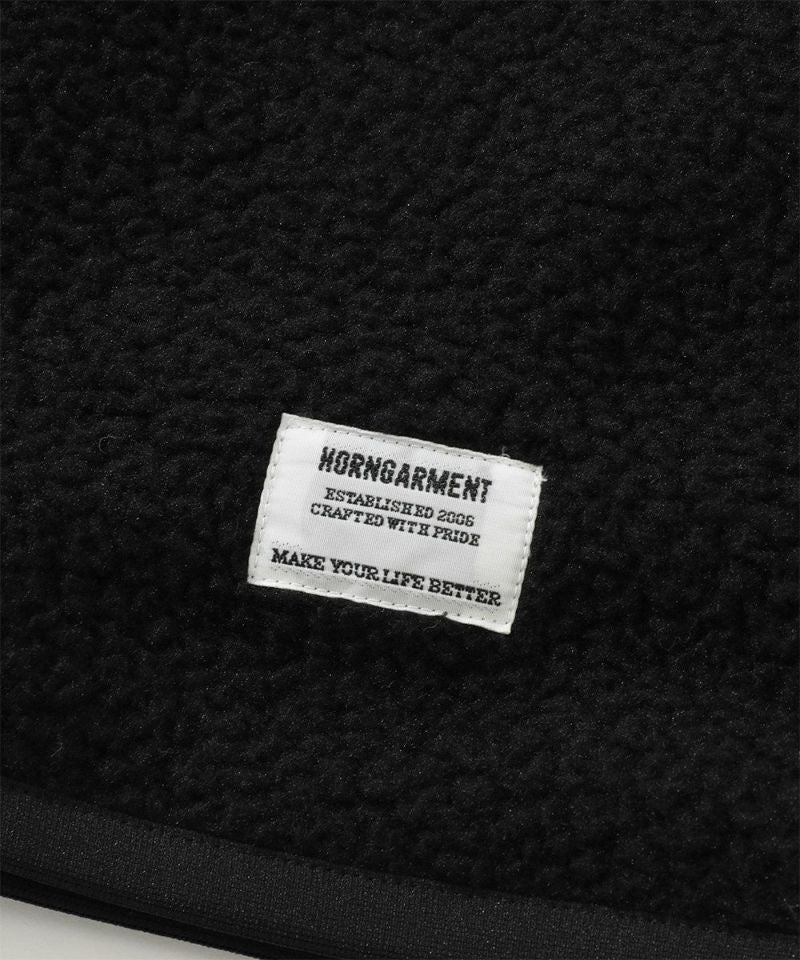 HORNGARMENT
ESTABLISHED 2006
CRAFTED WITH PRIDE
MAKE YOUR LIFE BETTER